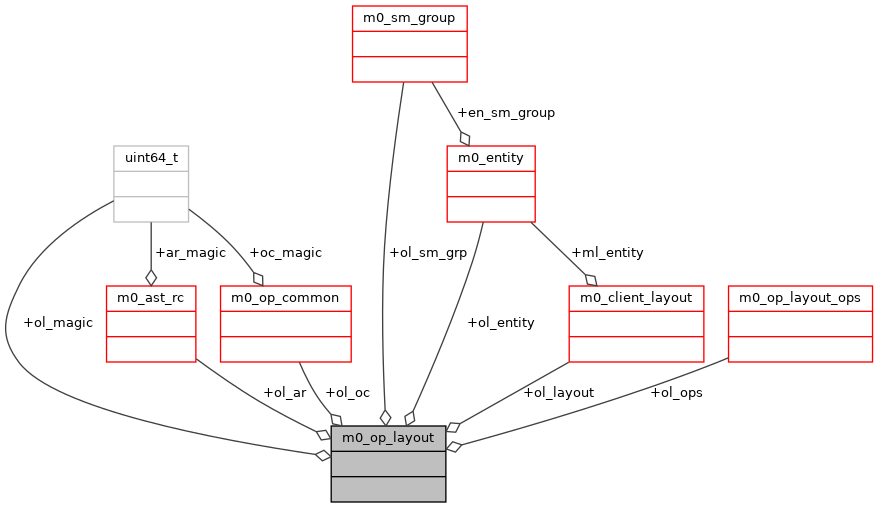 m0_sm_group
+en_sm_group
uint64_t
m0_entity
+ar_magic
+oc_magic
+ol_sm_grp
+ml_entity
m0_ast_rc
m0_op_common
m0_client_layout
m0_op_layout_ops
+ol_magic
+ol_entity
+ol_ar
+ol_oc
+ol_layout
+ol_ops
m0_op_layout